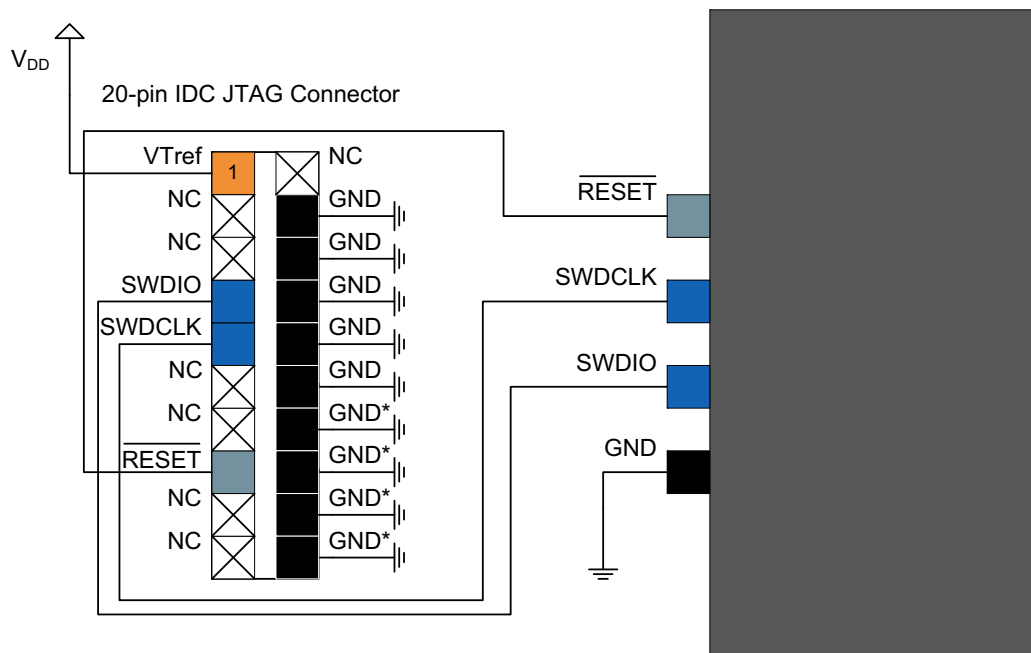 V_DD
20-pin IDC JTAG Connector
VTref
1
NC
NC
GND
NC
GND
SWDIO
GND
SWDCLK
GND
NC
GND
NC
GND*
RESET
GND*
NC
GND*
NC
GND*
RESET
SWDCLK
SWDIO
GND